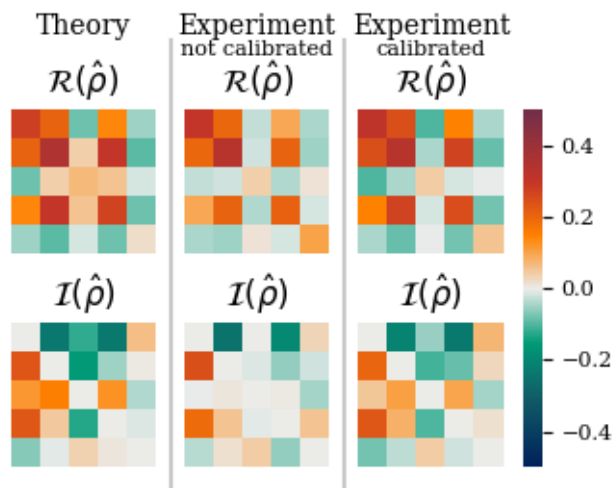 Theory
Experiment
not calibrated
Experiment
calibrated
ℛ(ρ̂)
ℛ(ρ̂)
ℛ(ρ̂)
0.4
0.2
0.0
−0.2
−0.4
ℐ(ρ̂)
ℐ(ρ̂)
ℐ(ρ̂)